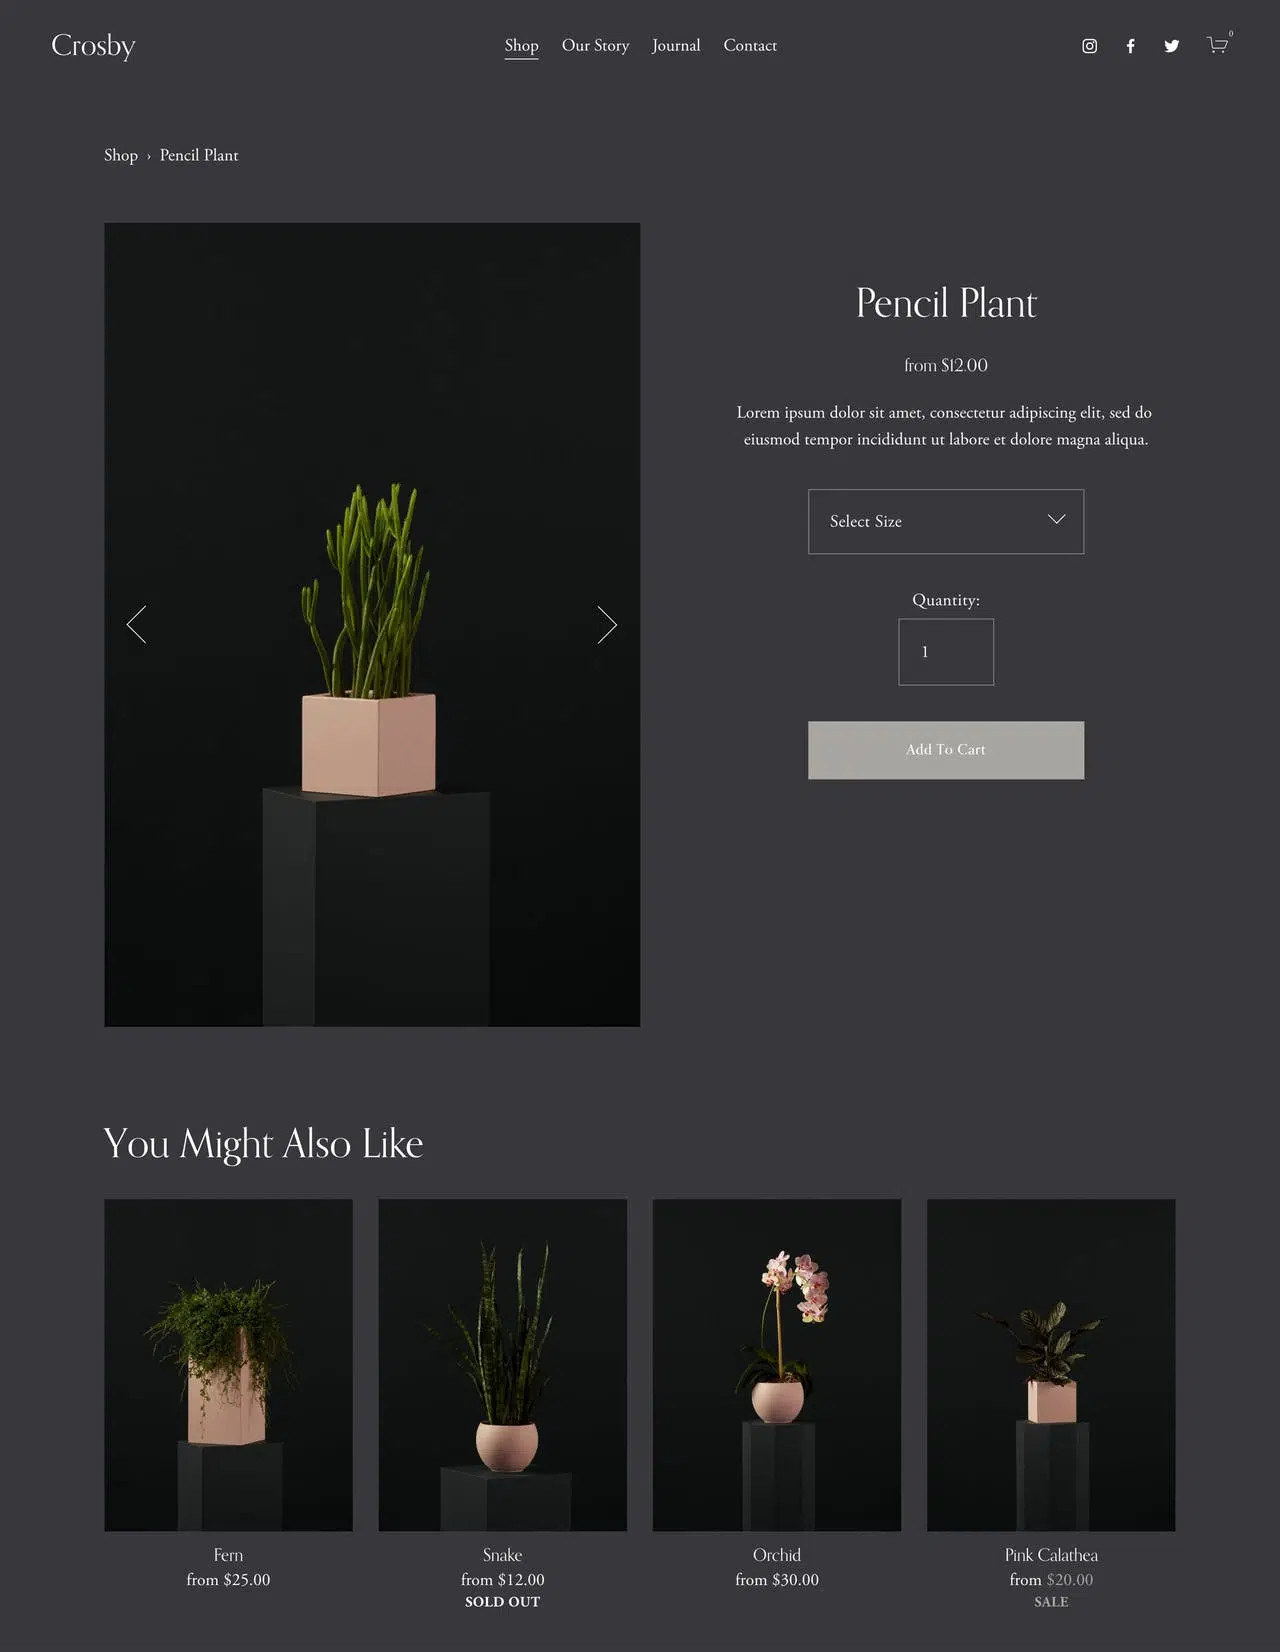 Crosby
Shop Our Story Journal Contact
0
Shop › Pencil Plant
Pencil Plant
from $12.00
Lorem ipsum dolor sit amet, consectetur adipiscing elit, sed do
eiusmod tempor incididunt ut labore et dolore magna aliqua.
Select Size
Quantity:
1
Add To Cart
You Might Also Like
Fern
from $25.00
Snake
from $12.00
SOLD OUT
Orchid
from $30.00
Pink Calathea
from $20.00
SALE